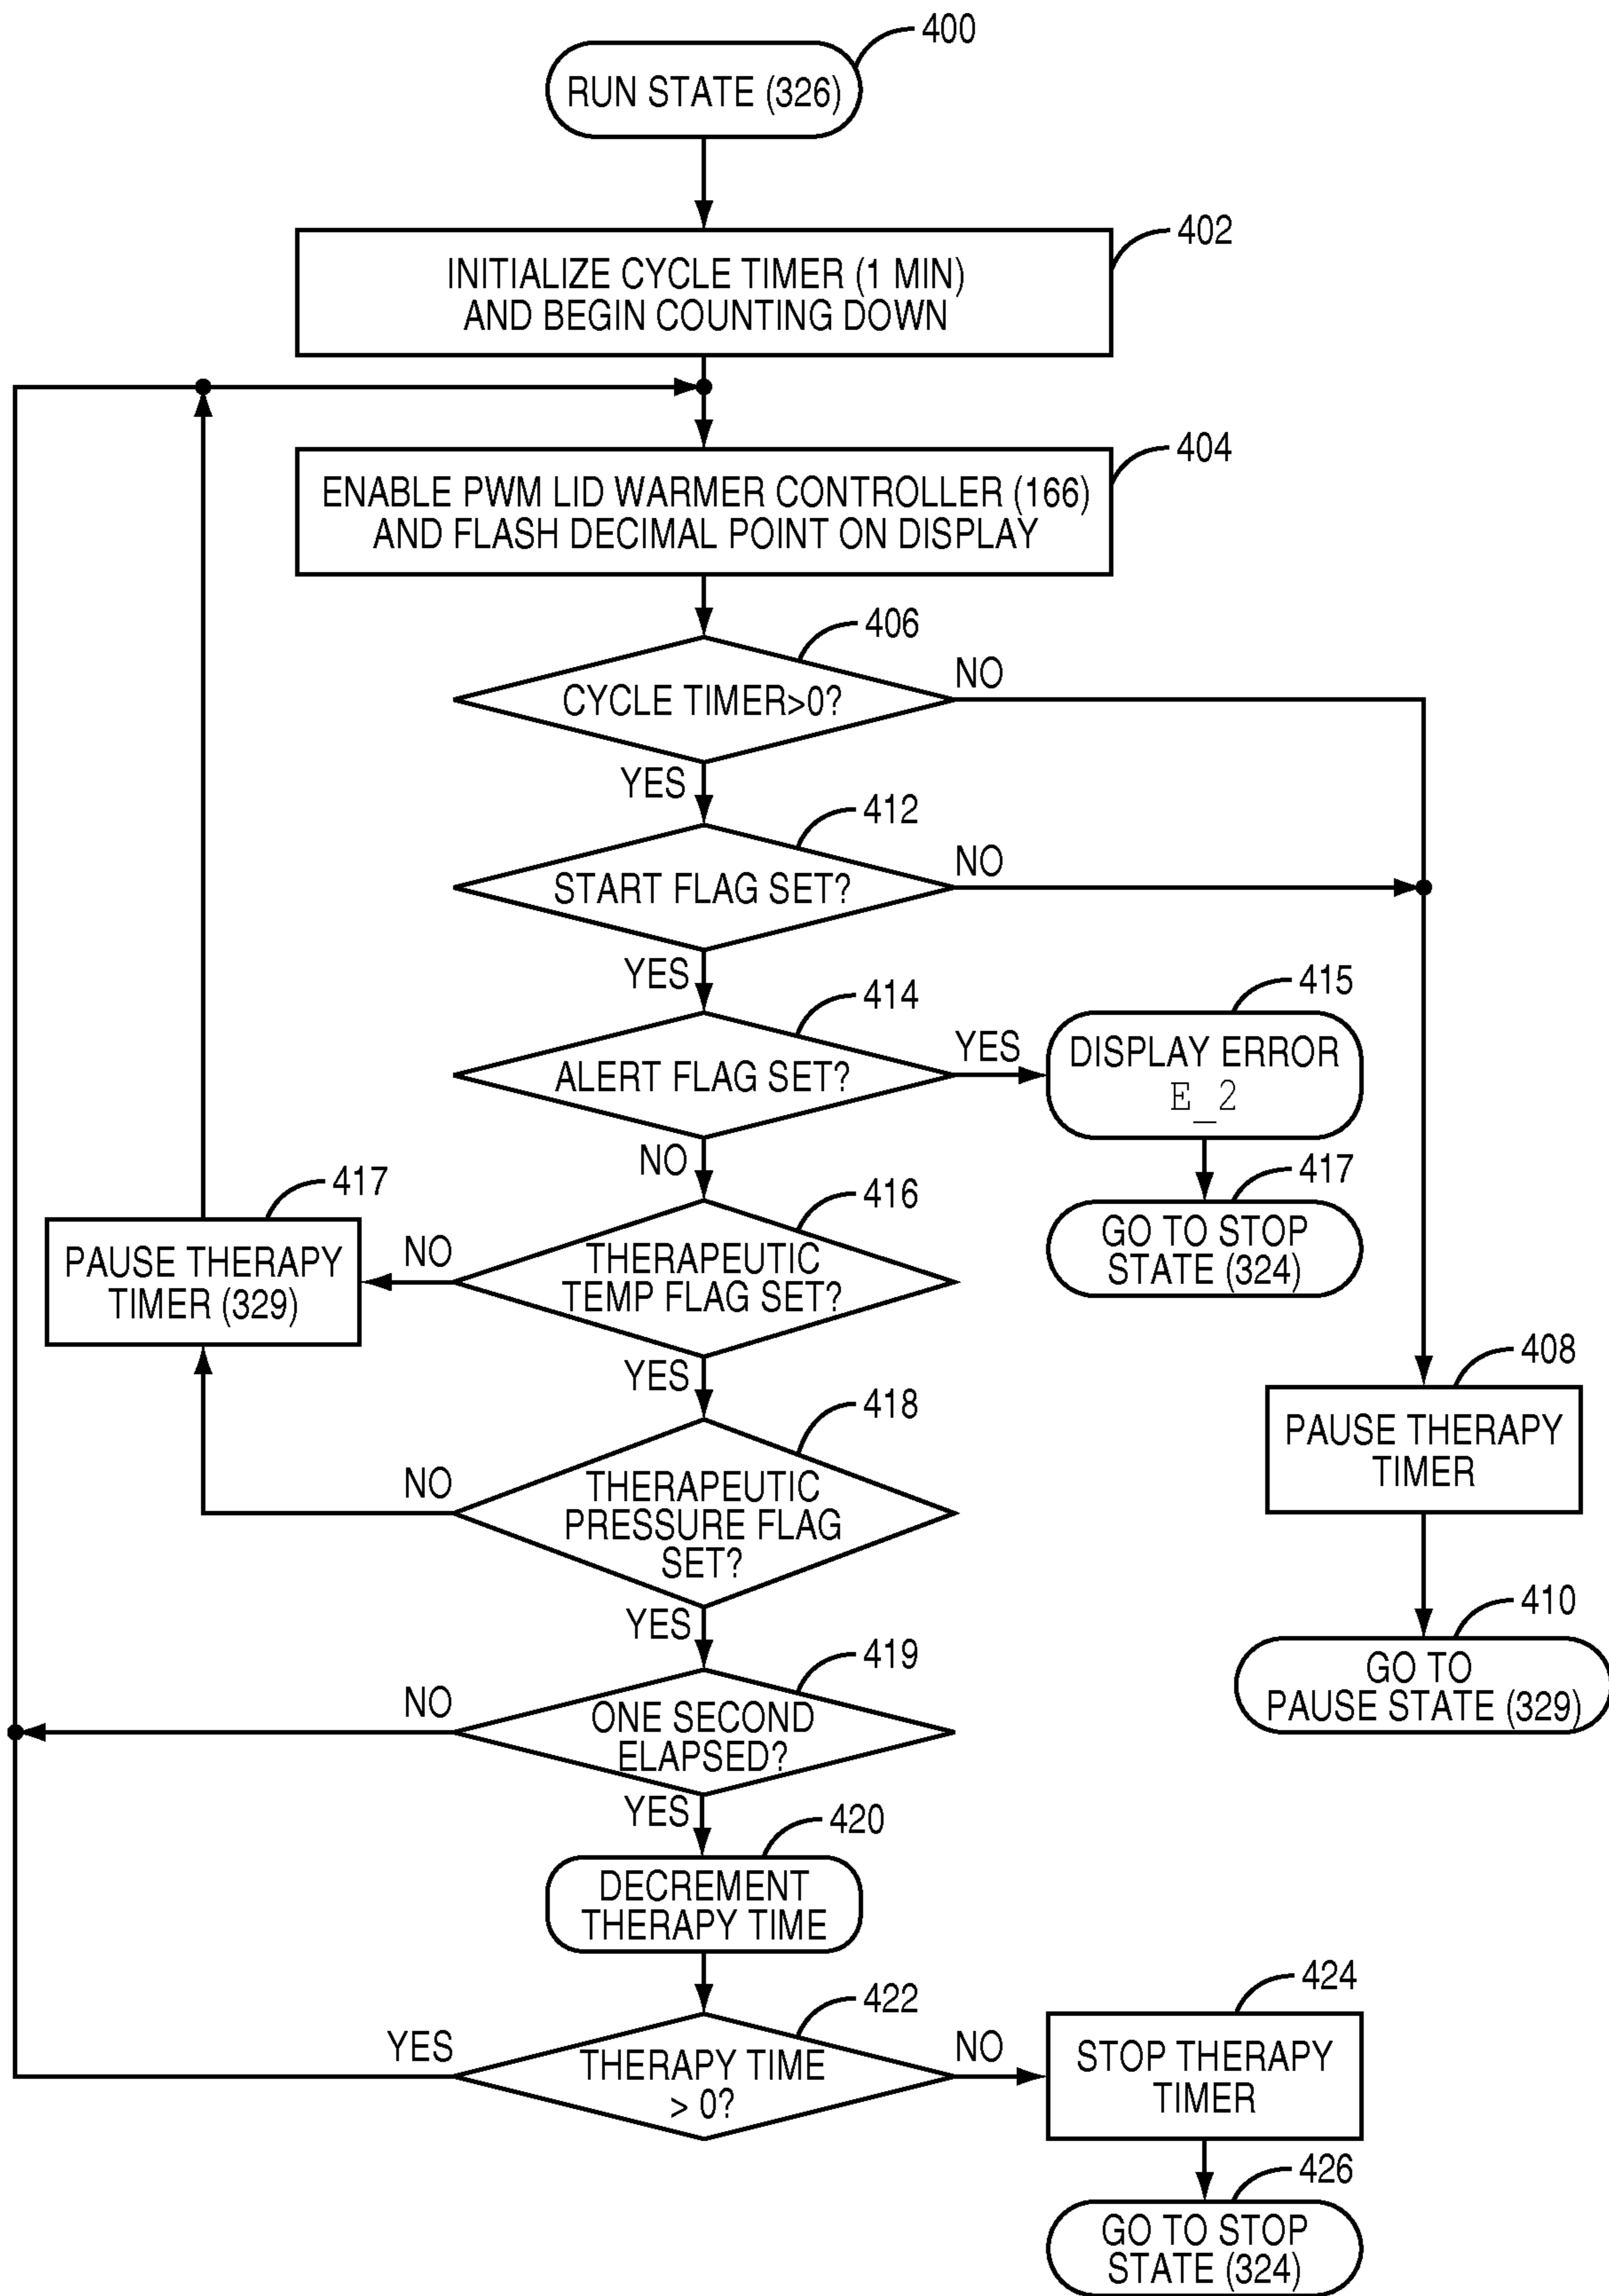 400
RUN STATE (326)
402
INITIALIZE CYCLE TIMER (1 MIN)
AND BEGIN COUNTING DOWN
404
ENABLE PWM LID WARMER CONTROLLER (166)
AND FLASH DECIMAL POINT ON DISPLAY
406
CYCLE TIMER>0?
NO
YES
412
START FLAG SET?
NO
YES
414
ALERT FLAG SET?
YES
NO
415
DISPLAY ERROR
E_2
417
GO TO STOP
STATE (324)
416
THERAPEUTIC
TEMP FLAG SET?
NO
YES
417
PAUSE THERAPY
TIMER (329)
418
THERAPEUTIC
PRESSURE FLAG
SET?
NO
YES
408
PAUSE THERAPY
TIMER
410
GO TO
PAUSE STATE (329)
419
ONE SECOND
ELAPSED?
NO
YES
420
DECREMENT
THERAPY TIME
422
THERAPY TIME
> 0?
YES
NO
424
STOP THERAPY
TIMER
426
GO TO STOP
STATE (324)